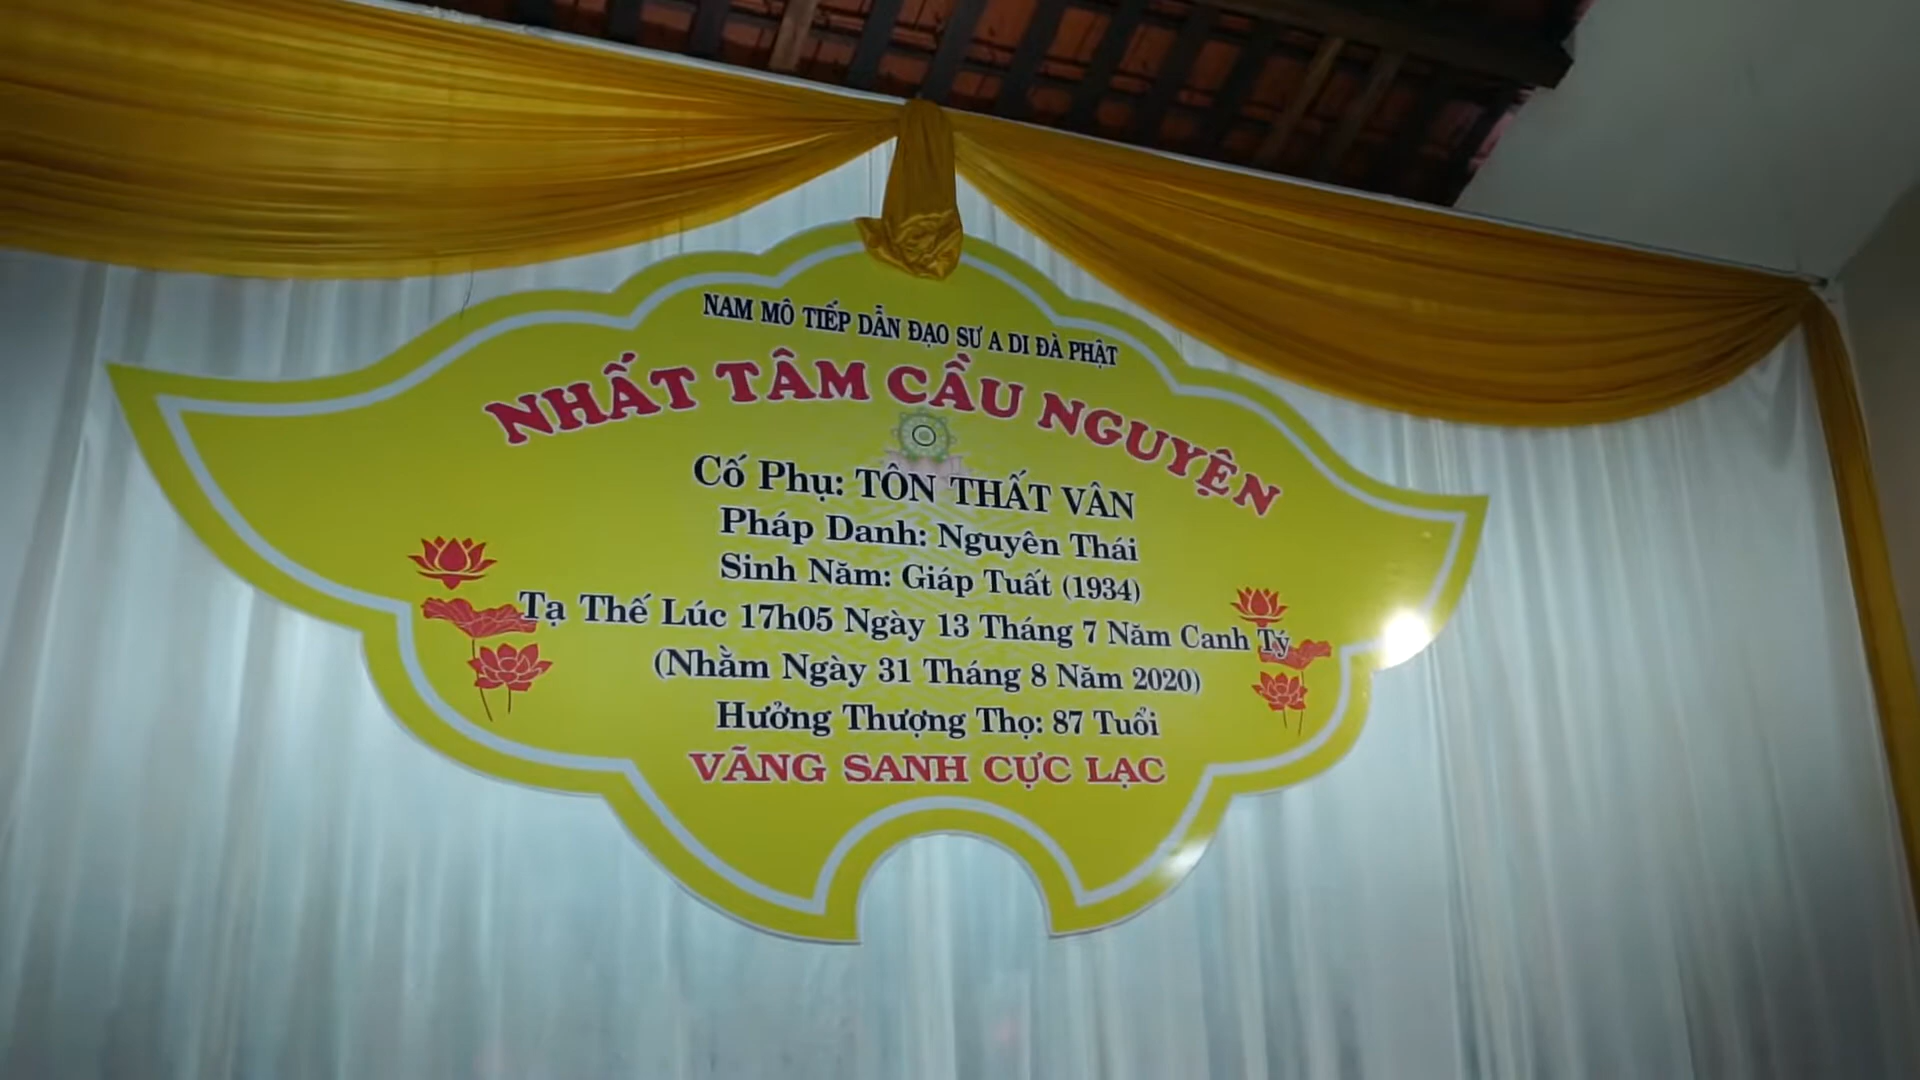 NAM MÔ TIẾP DẪN ĐẠO SƯ A DI ĐÀ PHẬT
NHẤT TÂM CẦU NGUYỆN
Cố Phụ: TÔN THẤT VÂN
Pháp Danh: Nguyên Thái
Sinh Năm: Giáp Tuất (1934)
Tạ Thế Lúc 17h05 Ngày 13 Tháng 7 Năm Canh Tý
(Nhằm Ngày 31 Tháng 8 Năm 2020)
Hưởng Thượng Thọ: 87 Tuổi
VÃNG SANH CỰC LẠC